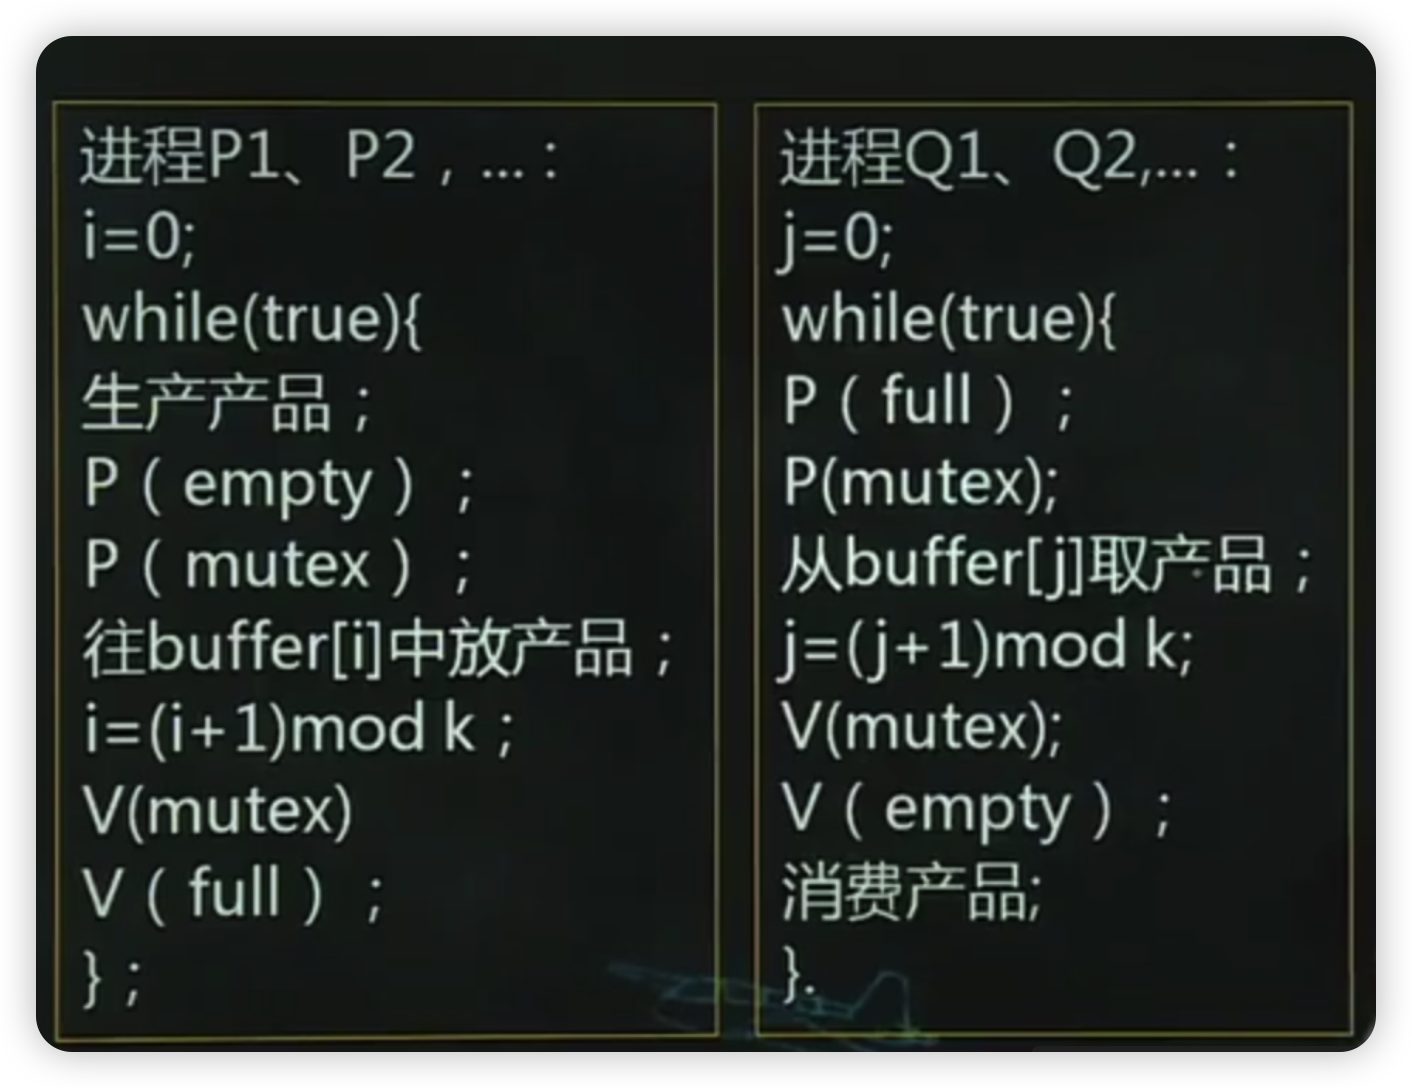 进程P1、P2，...：
i=0;
while(true){
生产产品；
P（empty）；
P（mutex）；
往buffer[i]中放产品；
i=(i+1)mod k；
V(mutex)
V（full）；
}；
进程Q1、Q2,...：
j=0;
while(true){
P（full）；
P(mutex);
从buffer[j]取产品；
j=(j+1)mod k;
V(mutex);
V（empty）；
消费产品;
}.